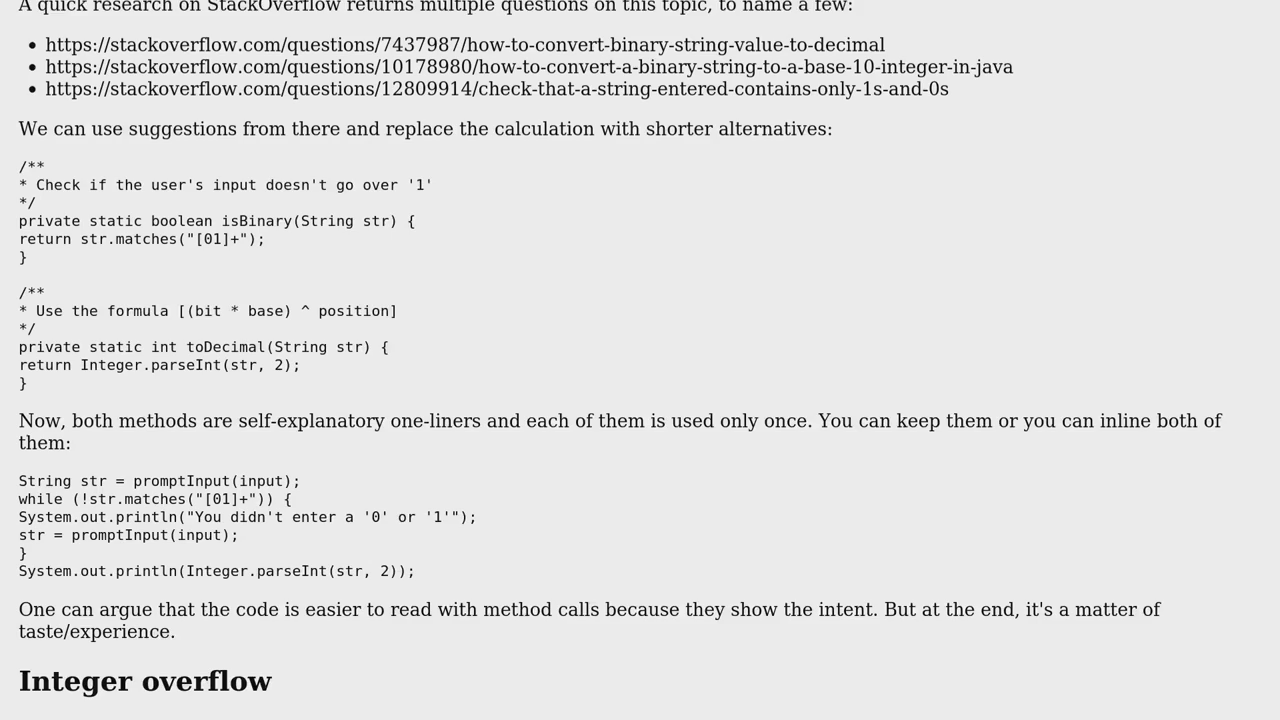 A quick research on StackOverflow returns multiple questions on this topic, to name a few:
• https://stackoverflow.com/questions/7437987/how-to-convert-binary-string-value-to-decimal
• https://stackoverflow.com/questions/10178980/how-to-convert-a-binary-string-to-a-base-10-integer-in-java
• https://stackoverflow.com/questions/12809914/check-that-a-string-entered-contains-only-1s-and-0s
We can use suggestions from there and replace the calculation with shorter alternatives:
/**
* Check if the user's input doesn't go over '1'
*/
private static boolean isBinary(String str) {
return str.matches("[01]+");
}
/**
* Use the formula [(bit * base) ^ position]
*/
private static int toDecimal(String str) {
return Integer.parseInt(str, 2);
}
Now, both methods are self-explanatory one-liners and each of them is used only once. You can keep them or you can inline both of
them:
String str = promptInput(input);
while (!str.matches("[01]+")) {
System.out.println("You didn't enter a '0' or '1'");
str = promptInput(input);
}
System.out.println(Integer.parseInt(str, 2));
One can argue that the code is easier to read with method calls because they show the intent. But at the end, it's a matter of
taste/experience.
Integer overflow